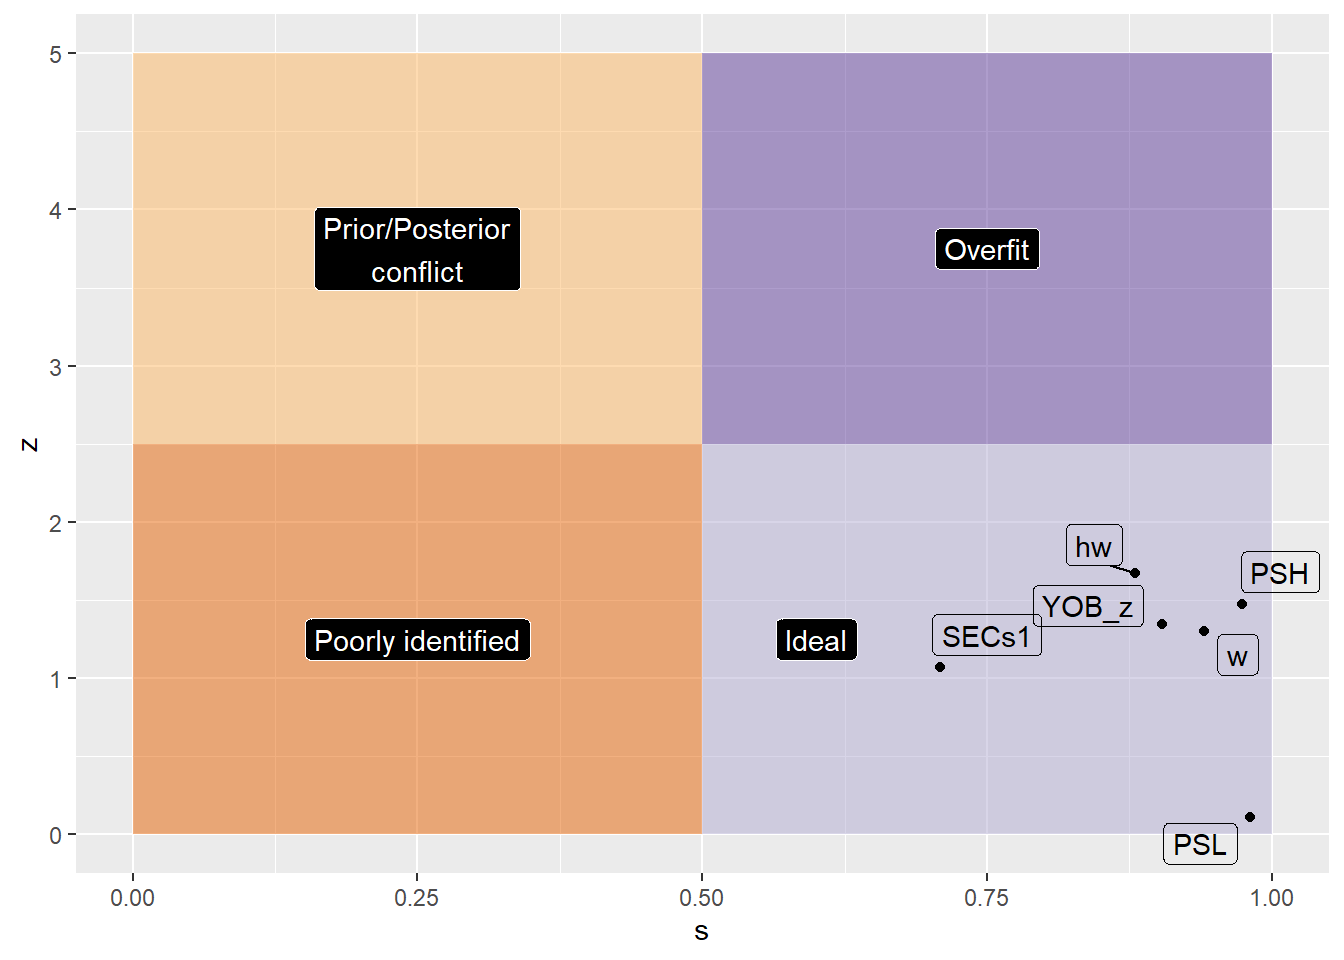 5
4
3
2
1
0
z
Prior/Posterior
conflict
Overfit
Poorly identified
Ideal
hw
PSH
YOB_z
SECs1
w
PSL
0.00
0.25
0.50
0.75
1.00
s